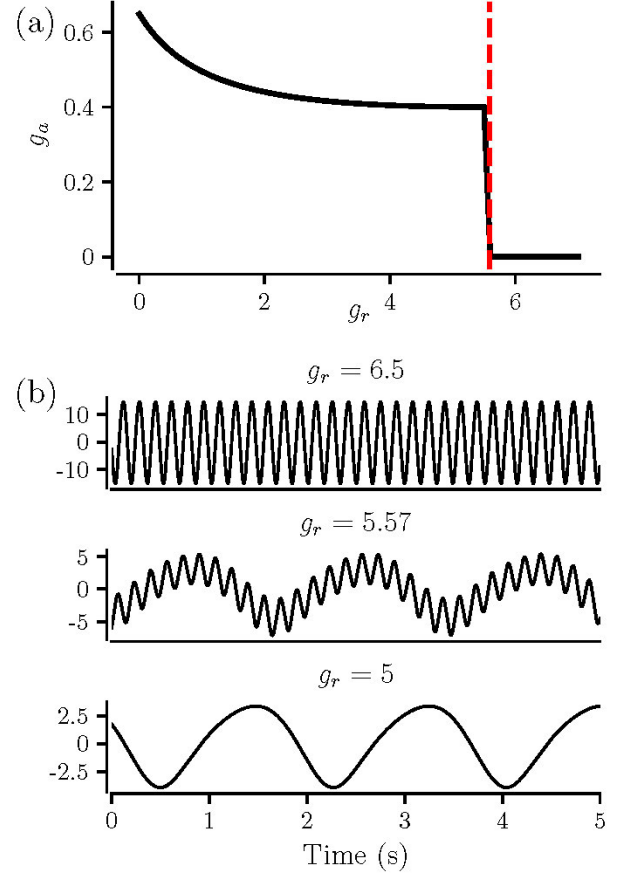 (a)
0.6
0.4
0.2
0
g_a
0 2 4 6
g_r
(b)
g_r = 6.5
10
0
-10
g_r = 5.57
5
0
-5
g_r = 5
2.5
0
-2.5
0 1 2 3 4 5
Time (s)